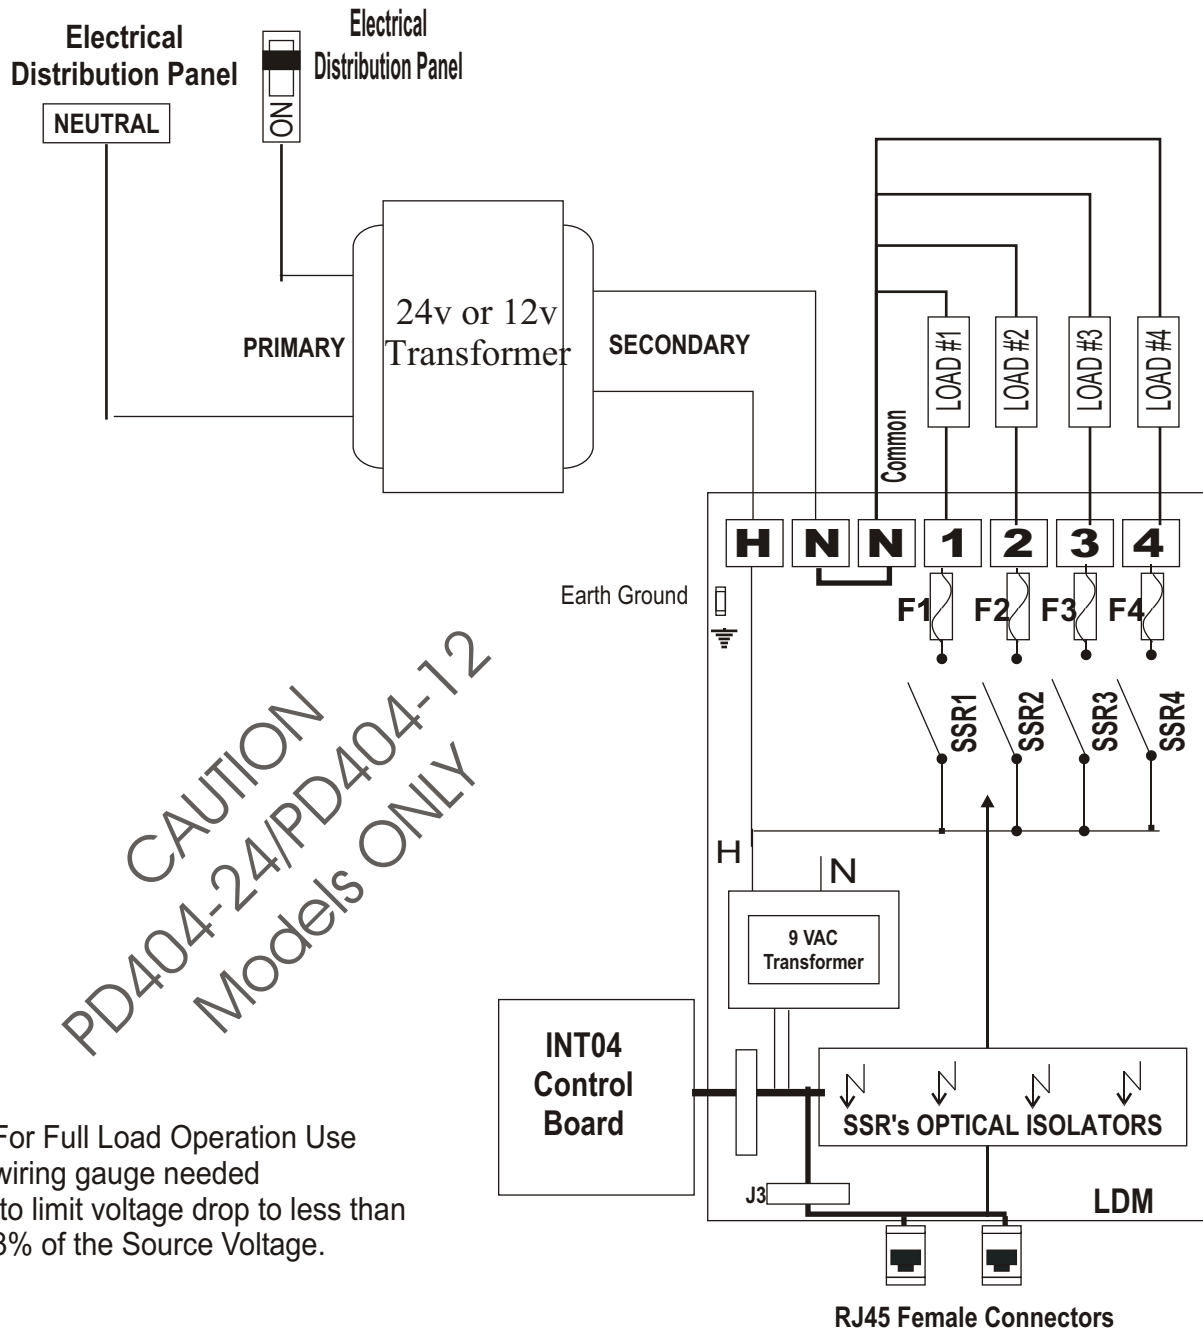 Electrical
Distribution Panel
NEUTRAL
Electrical
Distribution Panel
ON
PRIMARY
24v or 12v
Transformer
SECONDARY
Common
LOAD #1
LOAD #2
LOAD #3
LOAD #4
H
N
N
1
2
3
4
Earth Ground
F1
F2
F3
F4
SSR1
SSR2
SSR3
SSR4
CAUTION
PD404-24/PD404-12
Models ONLY
H
N
9 VAC
Transformer
INT04
Control
Board
SSR's OPTICAL ISOLATORS
J3
LDM
For Full Load Operation Use
wiring gauge needed
to limit voltage drop to less than
3% of the Source Voltage.
RJ45 Female Connectors